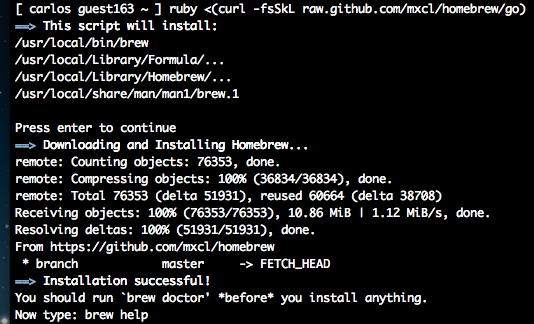 [ carlos guest163 ~ ] ruby <(curl -fsSkL raw.github.com/mxcl/homebrew/go)
==> This script will install:
/usr/local/bin/brew
/usr/local/Library/Formula/...
/usr/local/Library/Homebrew/...
/usr/local/share/man/man1/brew.1
Press enter to continue
==> Downloading and Installing Homebrew...
remote: Counting objects: 76353, done.
remote: Compressing objects: 100% (36834/36834), done.
remote: Total 76353 (delta 51931), reused 60664 (delta 38708)
Receiving objects: 100% (76353/76353), 10.86 MiB | 1.12 MiB/s, done.
Resolving deltas: 100% (51931/51931), done.
From https://github.com/mxcl/homebrew
 * branch            master     -> FETCH_HEAD
==> Installation successful!
You should run `brew doctor' *before* you install anything.
Now type: brew help